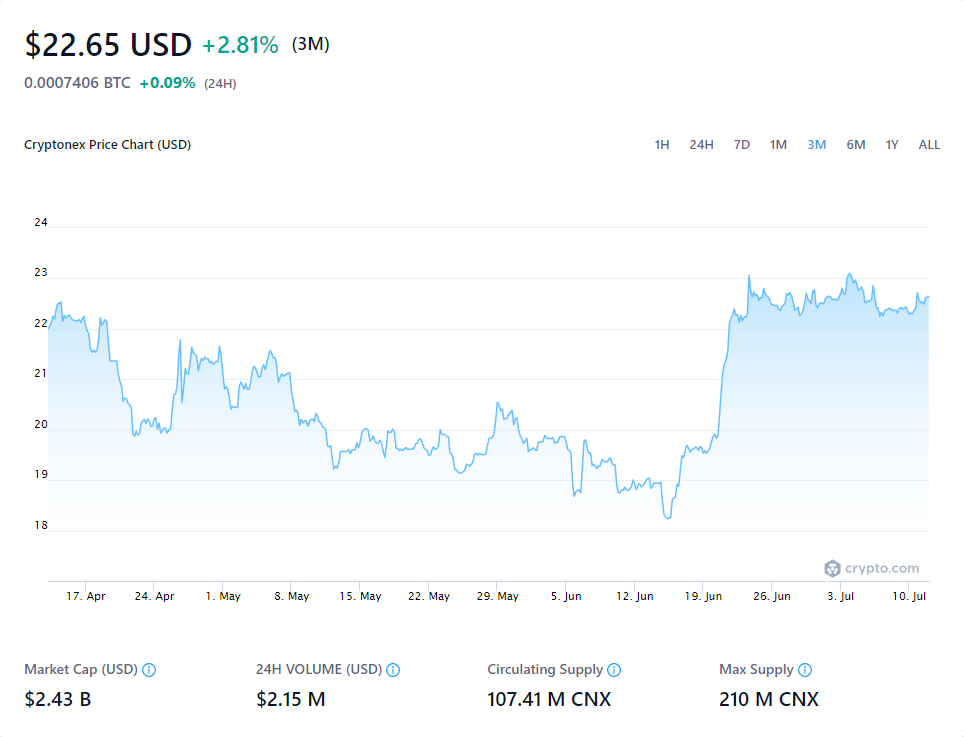 $22.65 USD +2.81% (3M)
0.0007406 BTC +0.09% (24H)
Cryptonex Price Chart (USD) 1H 24H 7D 1M 3M 6M 1Y ALL
24
23
22
21
20
19
18
crypto.com
17. Apr 24. Apr 1. May 8. May 15. May 22. May 29. May 5. Jun 12. Jun 19. Jun 26. Jun 3. Jul 10. Jul
Market Cap (USD) 24H VOLUME (USD) Circulating Supply Max Supply
$2.43 B $2.15 M 107.41 M CNX 210 M CNX